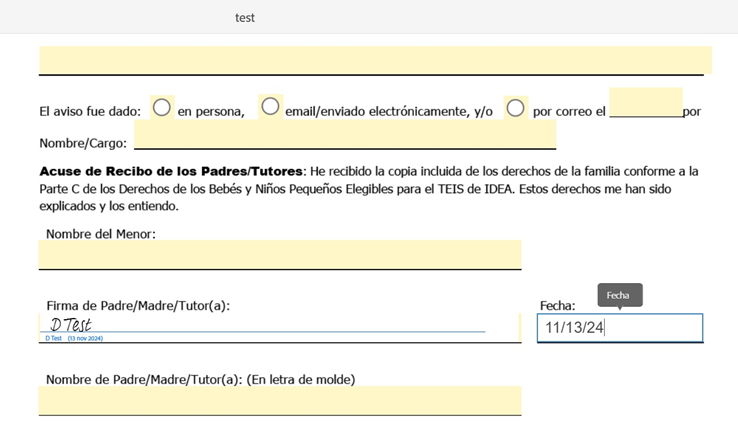 test
El aviso fue dado: en persona, email/enviado electrónicamente, y/o por correo el por
Nombre/Cargo:
Acuse de Recibo de los Padres/Tutores: He recibido la copia incluida de los derechos de la familia conforme a la
Parte C de los Derechos de los Bebés y Niños Pequeños Elegibles para el TEIS de IDEA. Estos derechos me han sido
explicados y los entiendo.
Nombre del Menor:
Fecha
Firma de Padre/Madre/Tutor(a): Fecha:
D Test 11/13/24
D Test (13 nov 2024)
Nombre de Padre/Madre/Tutor(a): (En letra de molde)